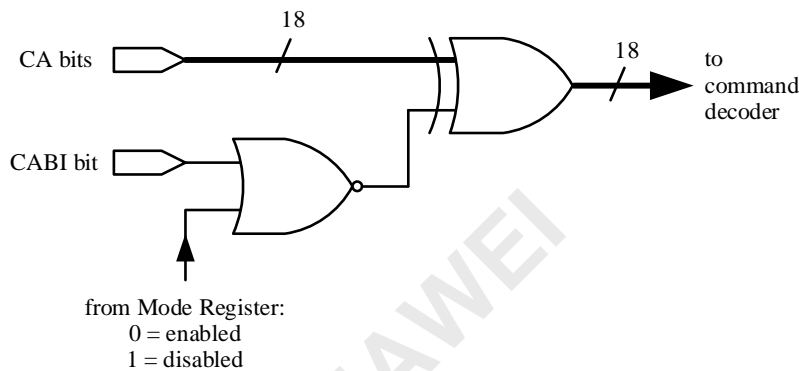 18
CA bits
18
to
command
decoder
CABI bit
from Mode Register:
0 = enabled
1 = disabled